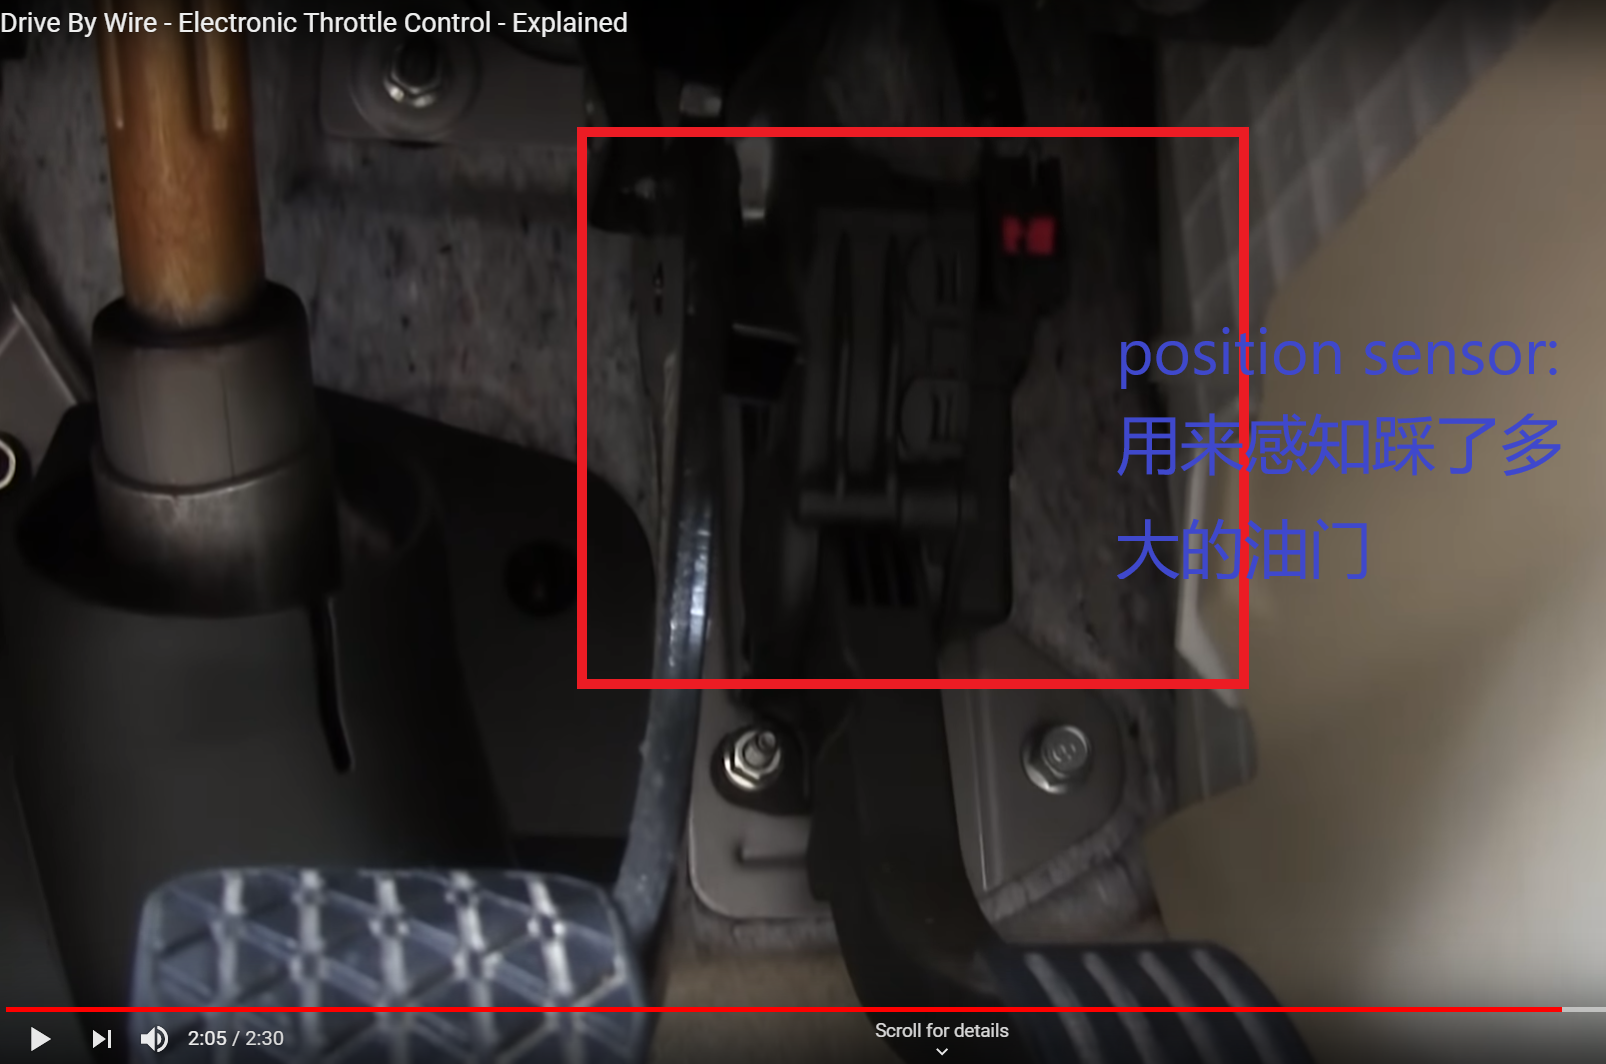 Drive By Wire - Electronic Throttle Control - Explained
position sensor:
用来感知踩了多
大的油门
2:05 / 2:30
Scroll for details